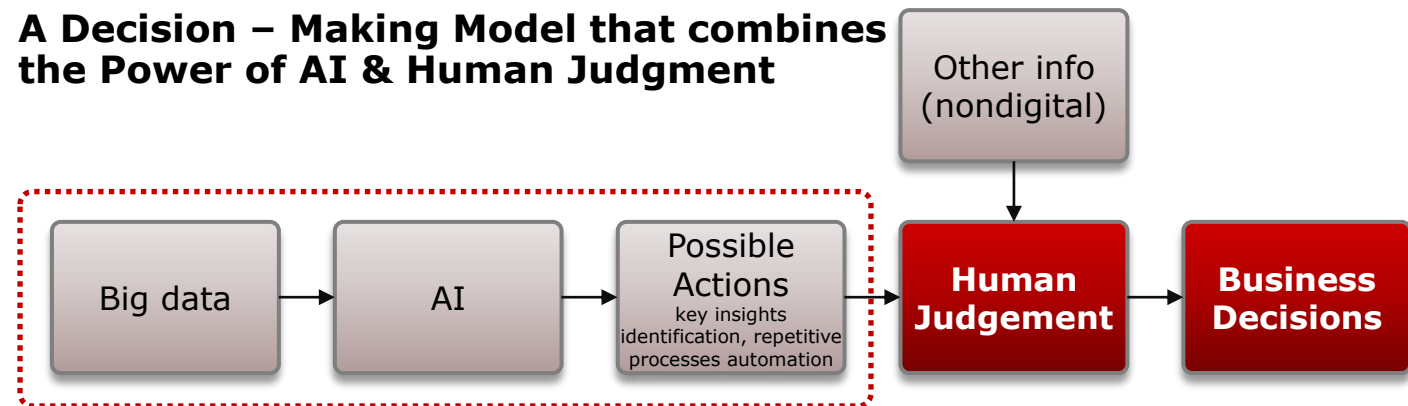 A Decision – Making Model that combines
the Power of AI & Human Judgment
Other info
(nondigital)
Big data
AI
Possible
Actions
key insights
identification, repetitive
processes automation
Human
Judgement
Business
Decisions